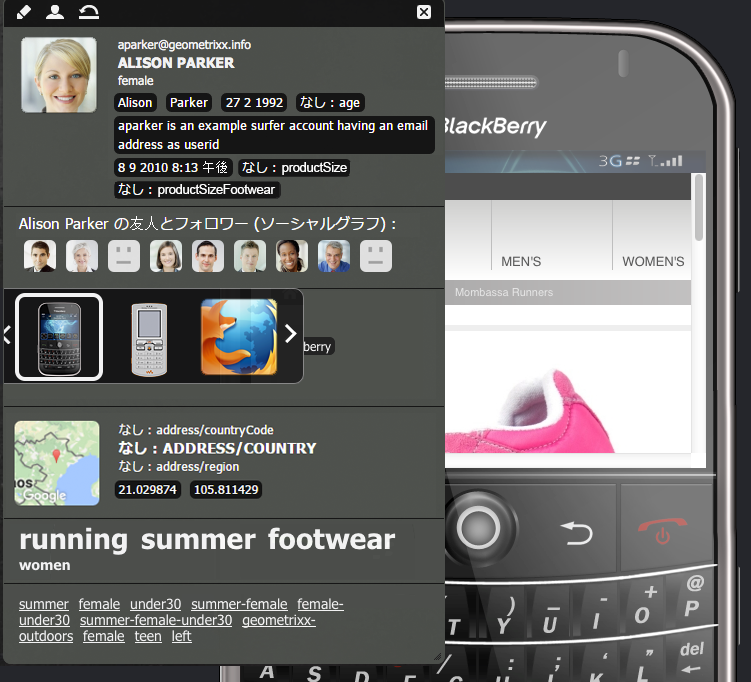 aparker@geometrixx.info
ALISON PARKER
female
Alison Parker 27 2 1992 なし : age
aparker is an example surfer account having an email
address as userid
8 9 2010 8:13 午後 なし : productSize
なし : productSizeFootwear
Alison Parker の友人とフォロワー (ソーシャルグラフ) :
berry
なし : address/countryCode
なし : ADDRESS/COUNTRY
なし : address/region
21.029874 105.811429
Google
running summer footwear
women
summer female under30 summer-female female-
under30 summer-female-under30 geometrixx-
outdoors female teen left
BlackBerry
3G
MEN'S WOMEN'S
Mombassa Runners
T Y ) U _ I - O + P @
A S D K ' L " del